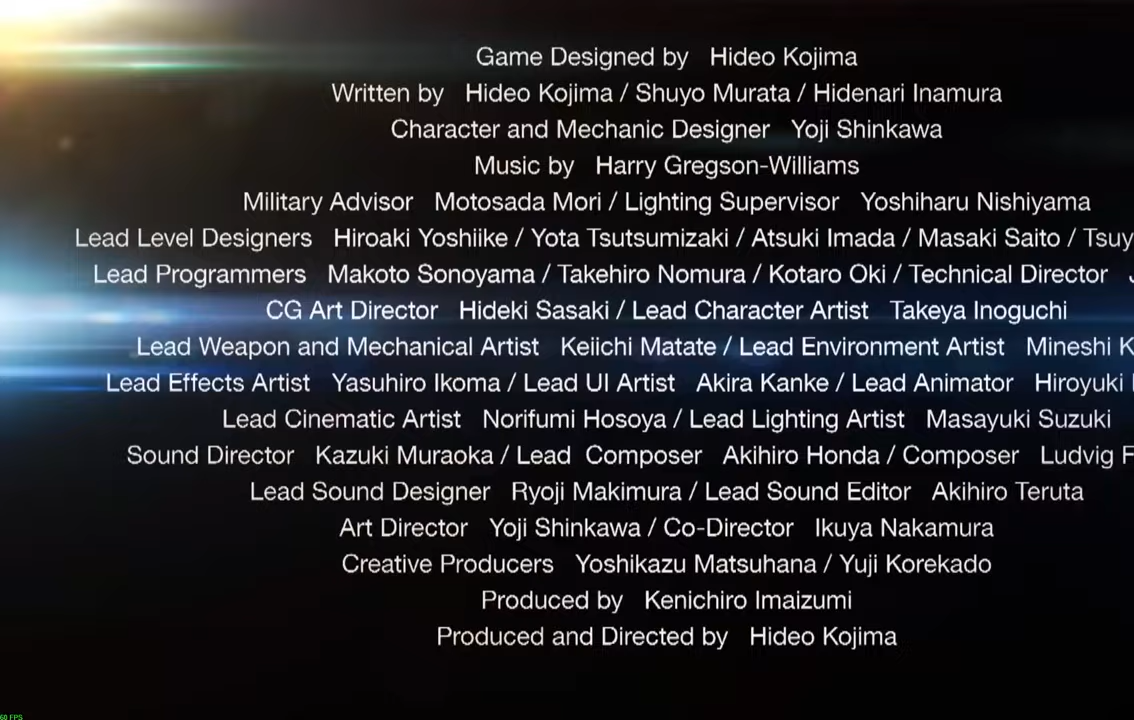 Game Designed by Hideo Kojima
Written by Hideo Kojima / Shuyo Murata / Hidenari Inamura
Character and Mechanic Designer Yoji Shinkawa
Music by Harry Gregson-Williams
Military Advisor Motosada Mori / Lighting Supervisor Yoshiharu Nishiyama
Lead Level Designers Hiroaki Yoshiike / Yota Tsutsumizaki / Atsuki Imada / Masaki Saito / Tsuy
Lead Programmers Makoto Sonoyama / Takehiro Nomura / Kotaro Oki / Technical Director
CG Art Director Hideki Sasaki / Lead Character Artist Takeya Inoguchi
Lead Weapon and Mechanical Artist Keiichi Matate / Lead Environment Artist Mineshi K
Lead Effects Artist Yasuhiro Ikoma / Lead UI Artist Akira Kanke / Lead Animator Hiroyuki
Lead Cinematic Artist Norifumi Hosoya / Lead Lighting Artist Masayuki Suzuki
Sound Director Kazuki Muraoka / Lead Composer Akihiro Honda / Composer Ludvig F
Lead Sound Designer Ryoji Makimura / Lead Sound Editor Akihiro Teruta
Art Director Yoji Shinkawa / Co-Director Ikuya Nakamura
Creative Producers Yoshikazu Matsuhana / Yuji Korekado
Produced by Kenichiro Imaizumi
Produced and Directed by Hideo Kojima
60 FPS